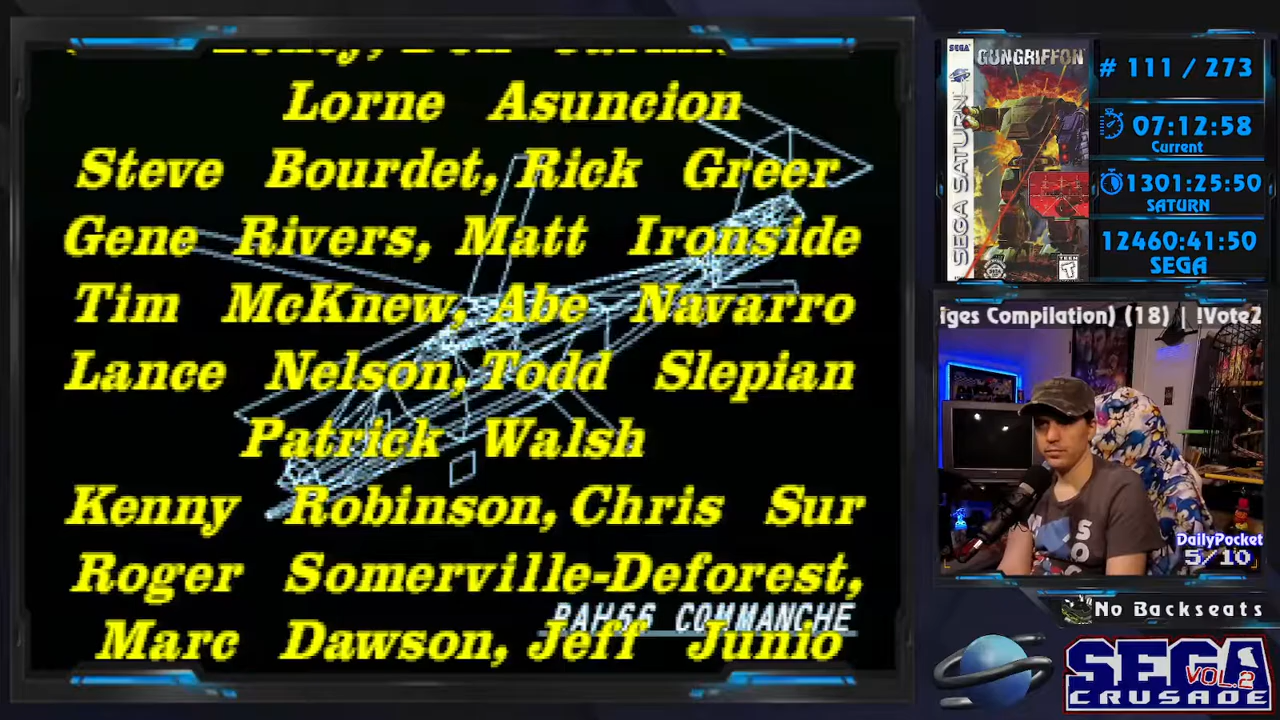 Lorne Asuncion
Steve Bourdet, Rick Greer
Gene Rivers, Matt Ironside
Tim McKnew, Abe Navarro
Lance Nelson, Todd Slepian
Patrick Walsh
Kenny Robinson, Chris Sur
Roger Somerville-Deforest,
PAH66 COMMANCHE
Marc Dawson, Jeff Junio
SEGA
GUNGRIFFON
SEGA SATURN
TEEN
T
# 111 / 273
07:12:58
Current
1301:25:50
SATURN
12460:41:50
SEGA
iges Compilation) (18) | !Vote2
DailyPocket
5/10
No Backseats
SEGA
VOL.2
CRUSADE